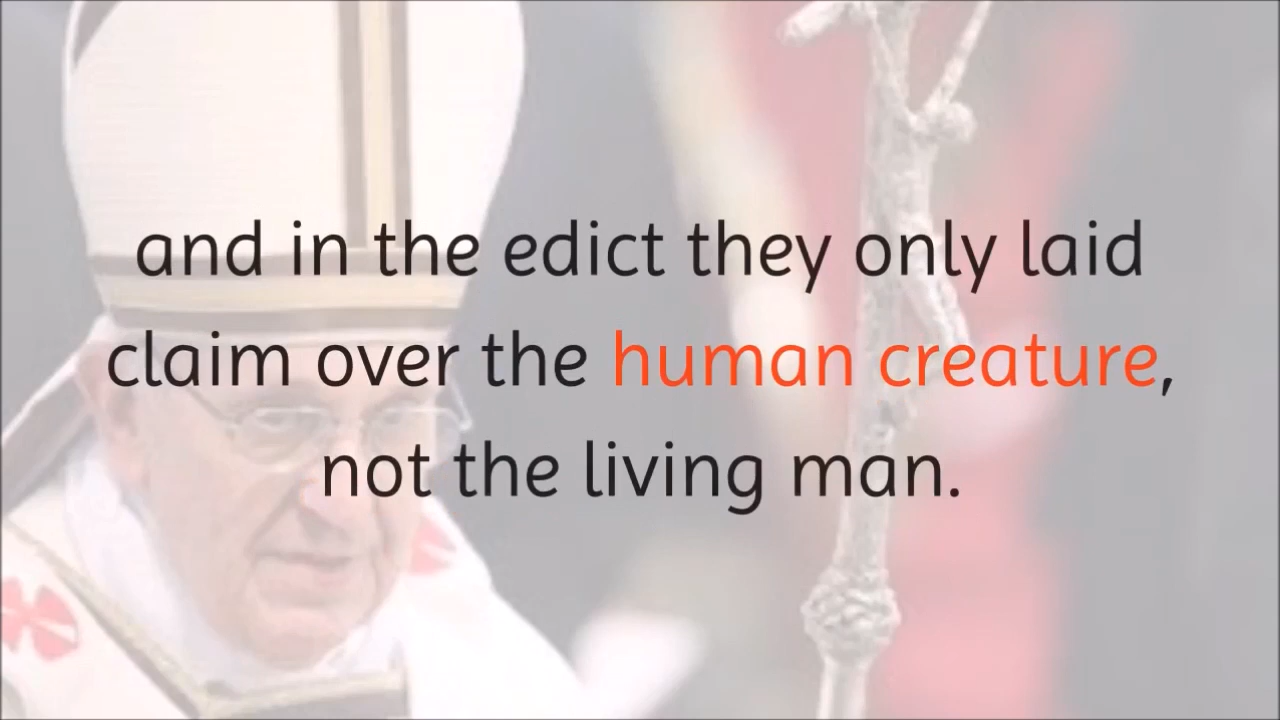 and in the edict they only laid
claim over the human creature,
not the living man.